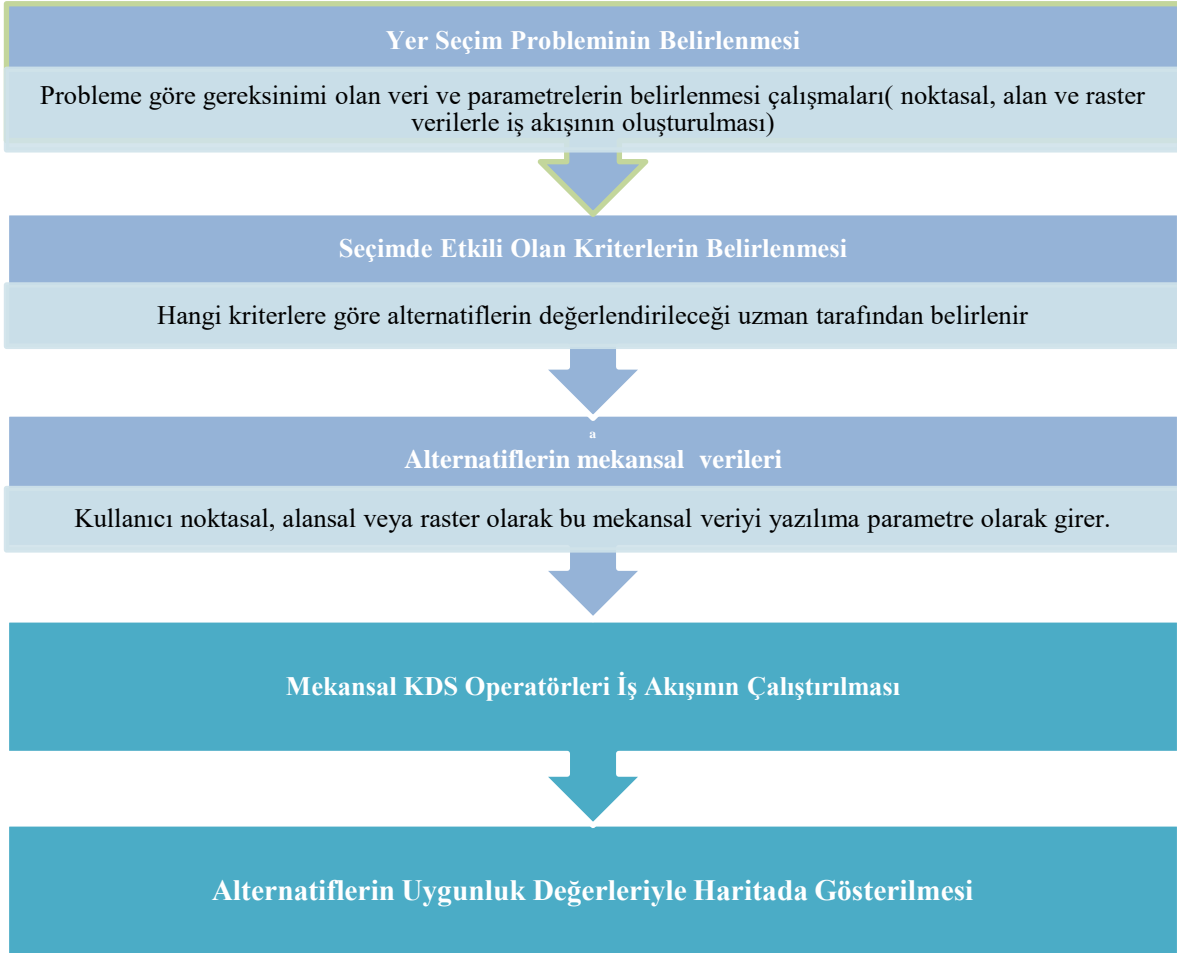 Yer Seçim Probleminin Belirlenmesi
Probleme göre gereksinimi olan veri ve parametrelerin belirlenmesi çalışmaları( noktasal, alan ve raster
verilerle iş akışının oluşturulması)
Seçimde Etkili Olan Kriterlerin Belirlenmesi
Hangi kriterlere göre alternatiflerin değerlendirileceği uzman tarafından belirlenir
a
Alternatiflerin mekansal verileri
Kullanıcı noktasal, alansal veya raster olarak bu mekansal veriyi yazılıma parametre olarak girer.
Mekansal KDS Operatörleri İş Akışının Çalıştırılması
Alternatiflerin Uygunluk Değerleriyle Haritada Gösterilmesi